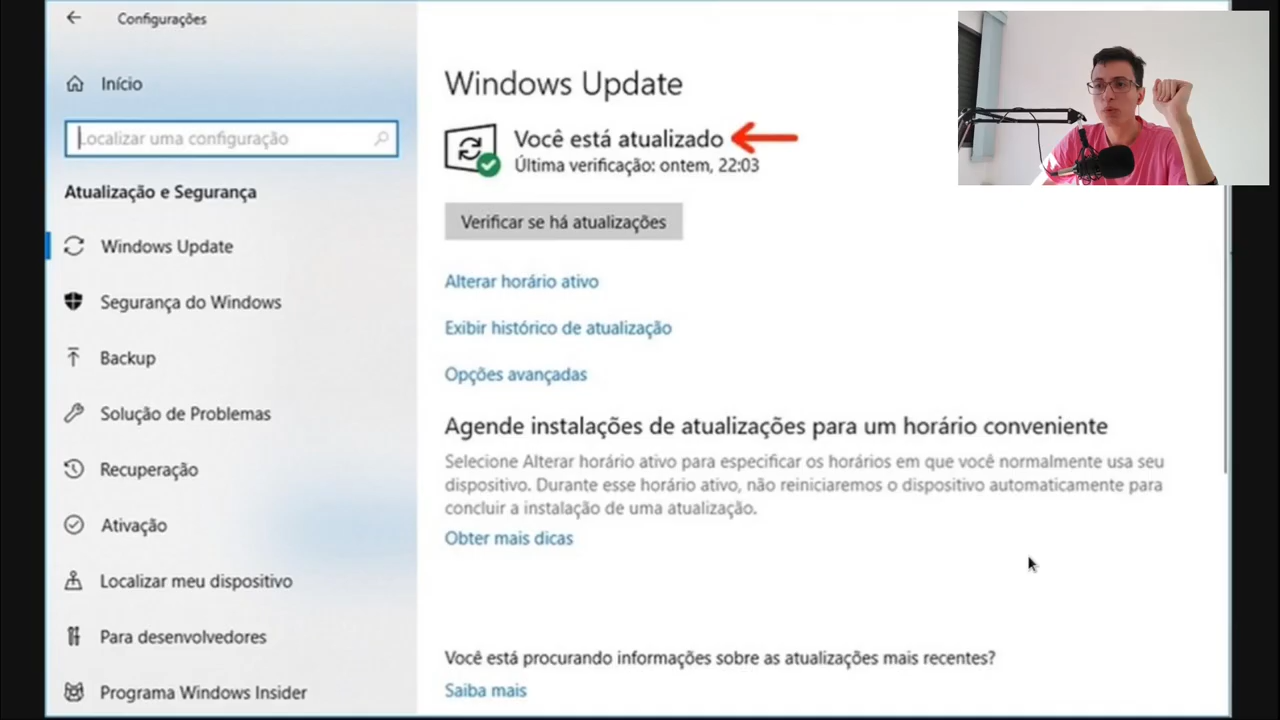 Configurações
Início
Localizar uma configuração
Atualização e Segurança
Windows Update
Segurança do Windows
Backup
Solução de Problemas
Recuperação
Ativação
Localizar meu dispositivo
Para desenvolvedores
Programa Windows Insider
Windows Update
Você está atualizado
Última verificação: ontem, 22:03
Verificar se há atualizações
Alterar horário ativo
Exibir histórico de atualização
Opções avançadas
Agende instalações de atualizações para um horário conveniente
Selecione Alterar horário ativo para especificar os horários em que você normalmente usa seu
dispositivo. Durante esse horário ativo, não reiniciaremos o dispositivo automaticamente para
concluir a instalação de uma atualização.
Obter mais dicas
Você está procurando informações sobre as atualizações mais recentes?
Saiba mais